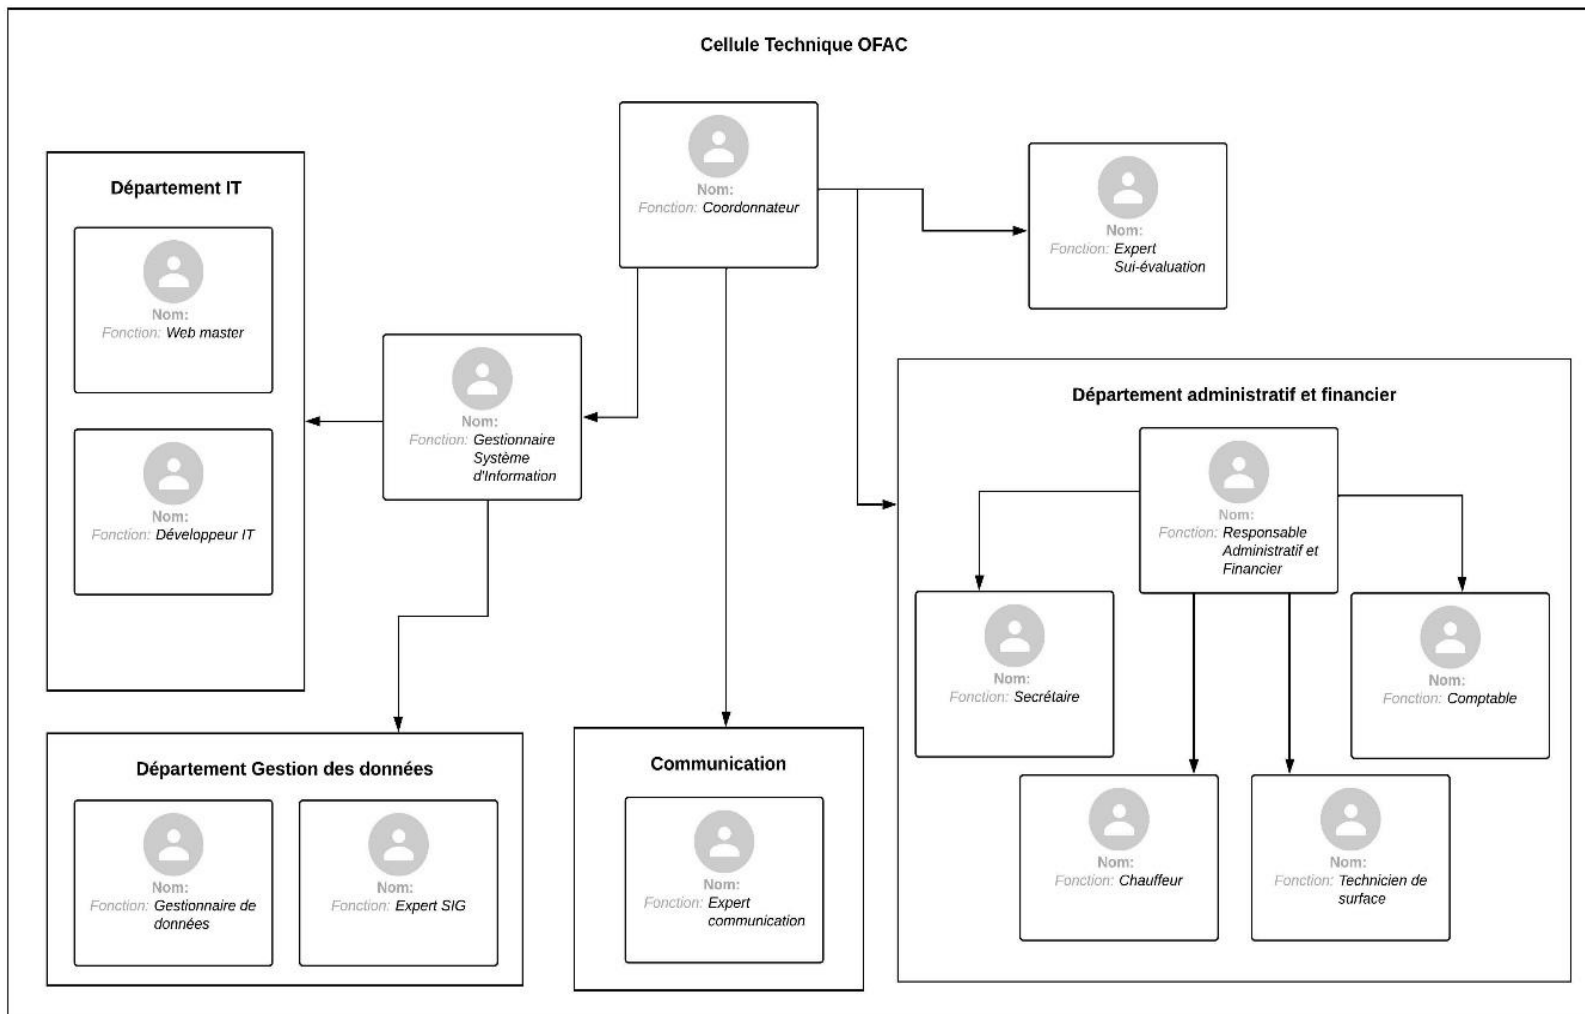 Cellule Technique OFAC
Nom:
Fonction: Coordonnateur
Nom:
Fonction: Expert
Sui-évaluation
Département IT
Nom:
Fonction: Web master
Nom:
Fonction: Développeur IT
Nom:
Fonction: Gestionnaire
Système
d'Information
Département administratif et financier
Nom:
Fonction: Responsable
Administratif et
Financier
Nom:
Fonction: Secrétaire
Nom:
Fonction: Comptable
Nom:
Fonction: Chauffeur
Nom:
Fonction: Technicien de
surface
Département Gestion des données
Nom:
Fonction: Gestionnaire de
données
Nom:
Fonction: Expert SIG
Communication
Nom:
Fonction: Expert
communication